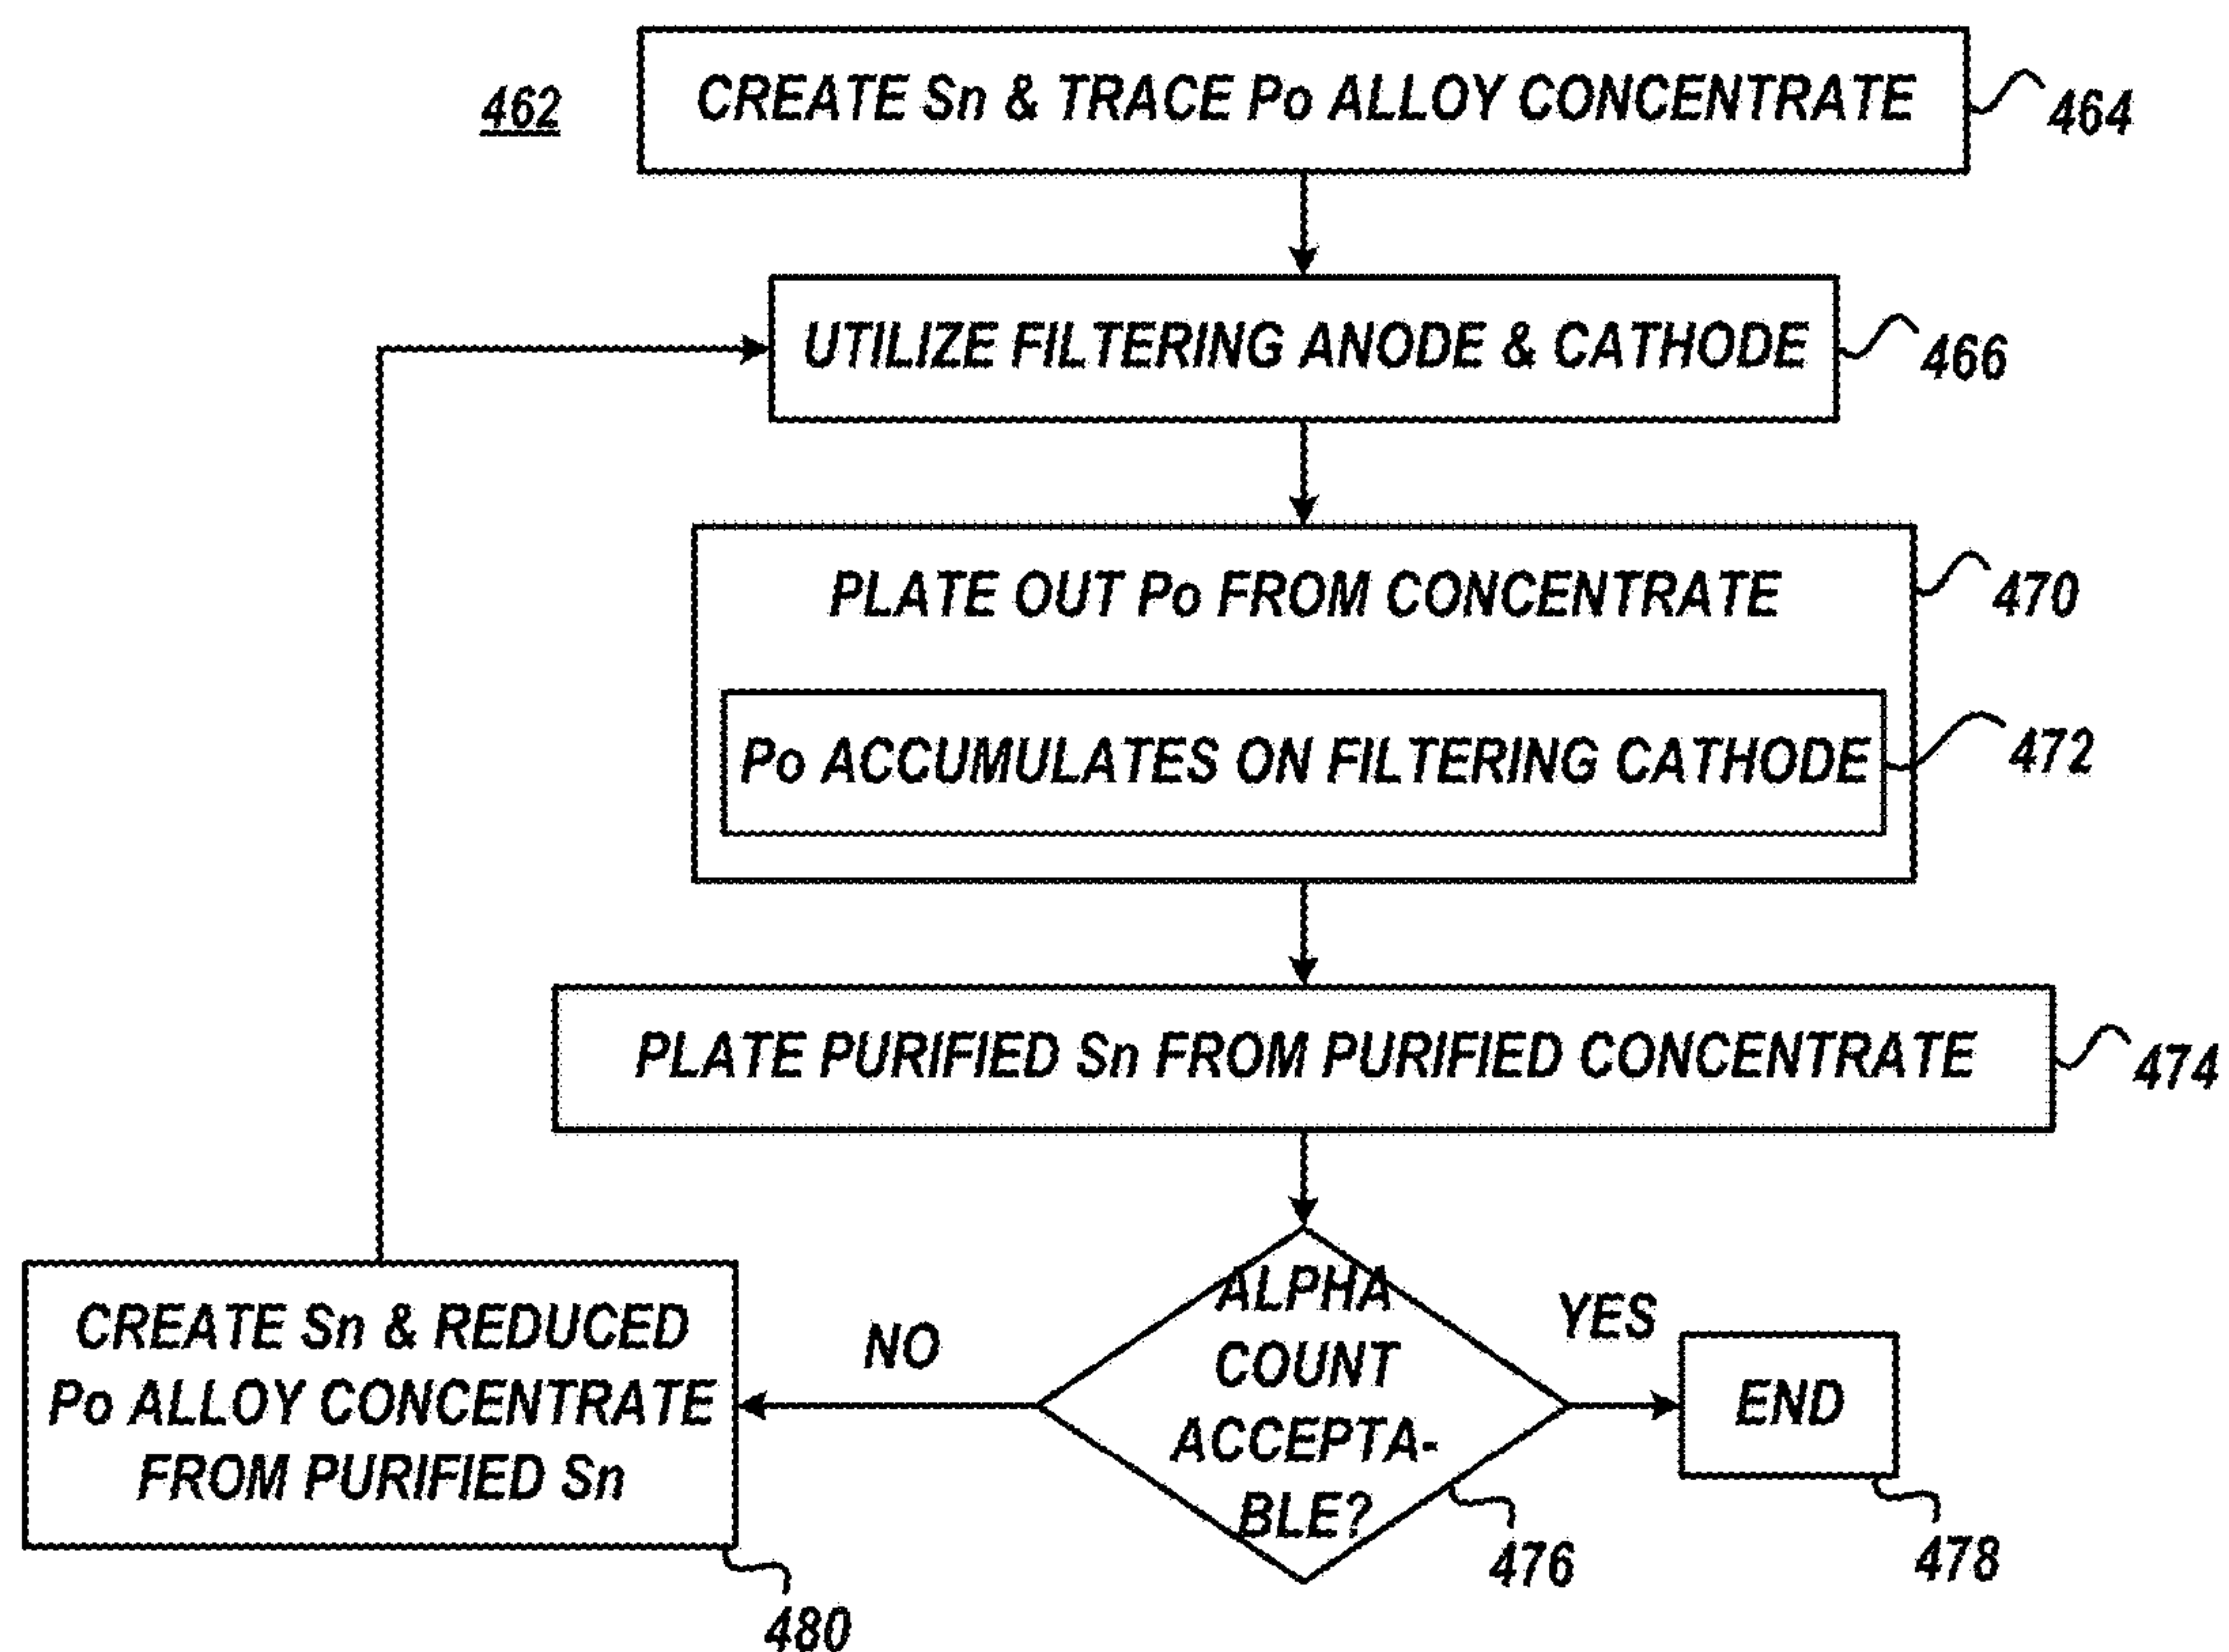 462
CREATE Sn & TRACE Po ALLOY CONCENTRATE
464
UTILIZE FILTERING ANODE & CATHODE
466
PLATE OUT Po FROM CONCENTRATE
470
Po ACCUMULATES ON FILTERING CATHODE
472
PLATE PURIFIED Sn FROM PURIFIED CONCENTRATE
474
ALPHA
COUNT
ACCEPTA-
BLE?
476
YES
END
478
NO
CREATE Sn & REDUCED
Po ALLOY CONCENTRATE
FROM PURIFIED Sn
480